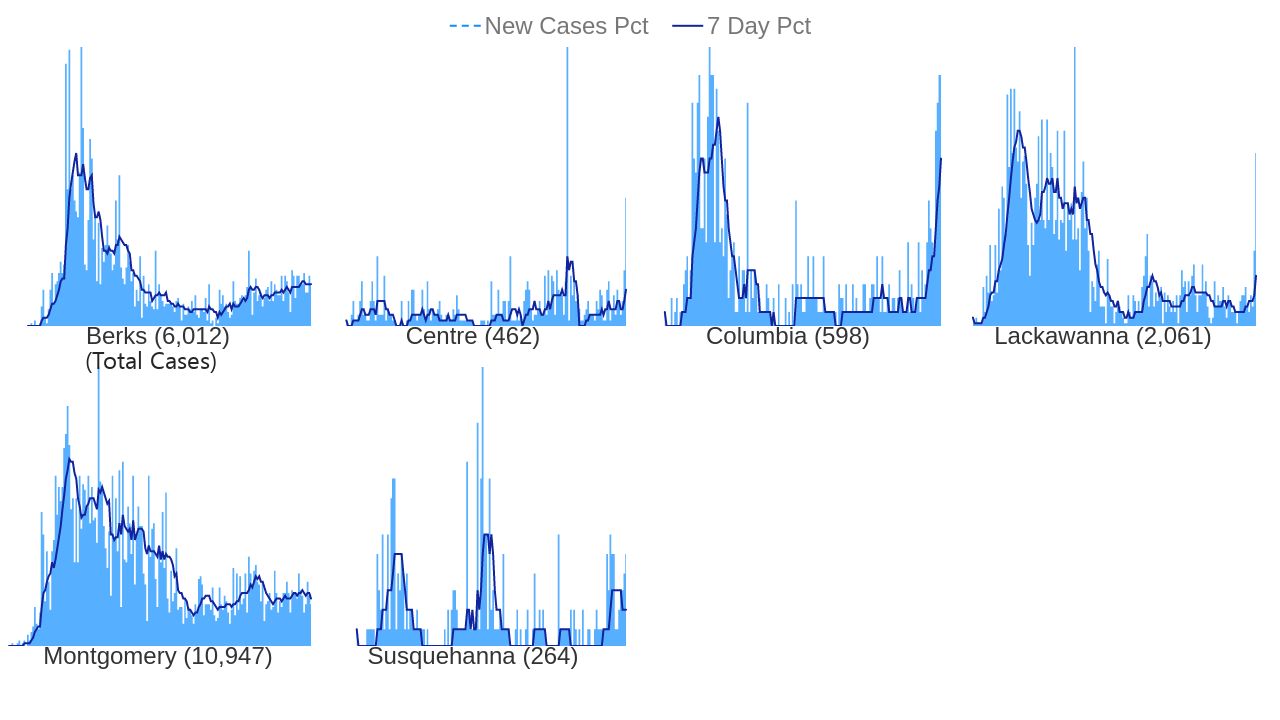 New Cases Pct 7 Day Pct
Berks (6,012)
(Total Cases)
Centre (462)
Columbia (598)
Lackawanna (2,061)
Montgomery (10,947)
Susquehanna (264)